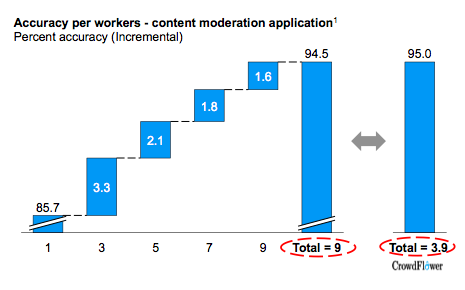 Accuracy per workers - content moderation application¹
Percent accuracy (Incremental)
94.5 95.0
1.6
1.8
2.1
3.3
85.7
1 3 5 7 9 Total = 9 Total = 3.9
CrowdFlower